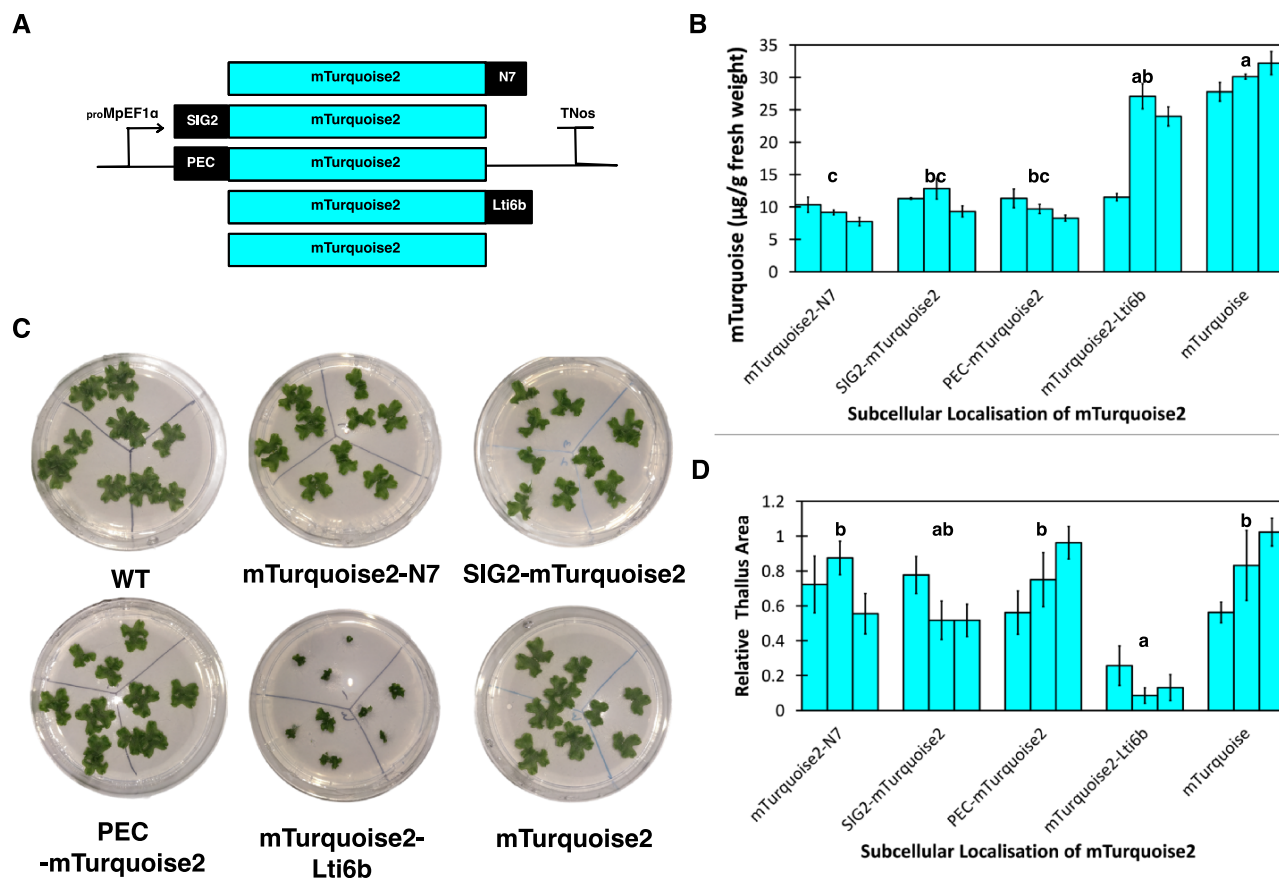 A
mTurquoise2 N7
proMpEF1α SIG2 mTurquoise2 TNos
PEC mTurquoise2
mTurquoise2 Lti6b
mTurquoise2
B
mTurquoise (µg/g fresh weight)
35
30
25
20
15
10
5
0
c
bc
bc
ab
a
mTurquoise2-N7
SIG2-mTurquoise2
PEC-mTurquoise2
mTurquoise2-Lti6b
mTurquoise
Subcellular Localisation of mTurquoise2
C
WT
mTurquoise2-N7
SIG2-mTurquoise2
PEC
-mTurquoise2
mTurquoise2-
Lti6b
mTurquoise2
D
Relative Thallus Area
1.2
1
0.8
0.6
0.4
0.2
0
b
ab
b
a
b
mTurquoise2-N7
SIG2-mTurquoise2
PEC-mTurquoise2
mTurquoise2-Lti6b
mTurquoise
Subcellular Localisation of mTurquoise2